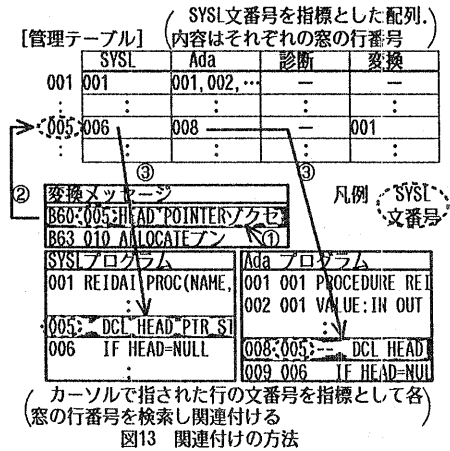 SYSL文番号を指標とした配列.
[管理テーブル] 内容はそれぞれの窓の行番号
SYSL Ada 診断 変換
001 001 001,002,… — —
⋮ ⋮ ⋮ ⋮ ⋮
005 006 008 — 001
⋮ ⋮ ⋮ ⋮ ⋮
③ ③
② 変換メッセージ 凡例 SYSL
文番号
B60 005 HEAD POINTERゾクセ
B63 010 ALLOCATEブン ①
SYSLプログラム Ada プログラム
001 REIDAI PROC(NAME, 001 001 PROCEDURE REI
002 001 VALUE:IN OUT
⋮ ⋮
005 DCL HEAD PTR ST 008 005 -- DCL HEAD
006 IF HEAD=NULL 009 006 IF HEAD=NUL
⋮
(カーソルで指された行の文番号を指標として各
窓の行番号を検索し関連付ける)
図13 関連付けの方法